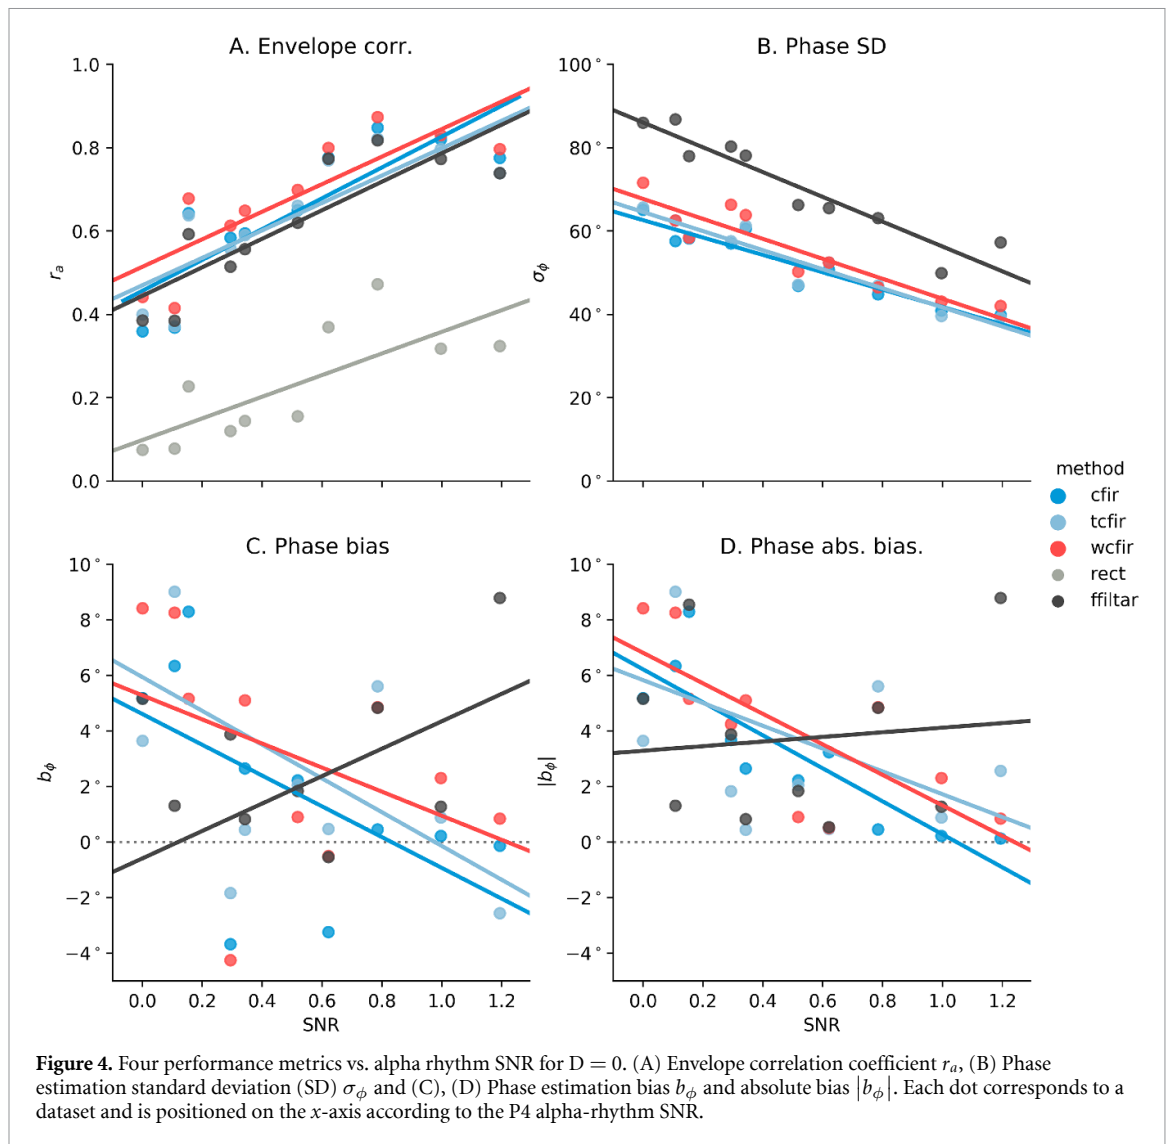 A. Envelope corr.
1.0
0.8
0.6
0.4
0.2
0.0
r_a
B. Phase SD
100°
80°
60°
40°
20°
0°
σ_ϕ
method
cfir
tcfir
wcfir
rect
ffiltar
C. Phase bias
10°
8°
6°
4°
2°
0°
−2°
−4°
b_ϕ
0.0 0.2 0.4 0.6 0.8 1.0 1.2
SNR
D. Phase abs. bias.
10°
8°
6°
4°
2°
0°
−2°
−4°
|b_ϕ|
0.0 0.2 0.4 0.6 0.8 1.0 1.2
SNR
Figure 4. Four performance metrics vs. alpha rhythm SNR for D = 0. (A) Envelope correlation coefficient r_a, (B) Phase
estimation standard deviation (SD) σ_ϕ and (C), (D) Phase estimation bias b_ϕ and absolute bias |b_ϕ|. Each dot corresponds to a
dataset and is positioned on the x-axis according to the P4 alpha-rhythm SNR.